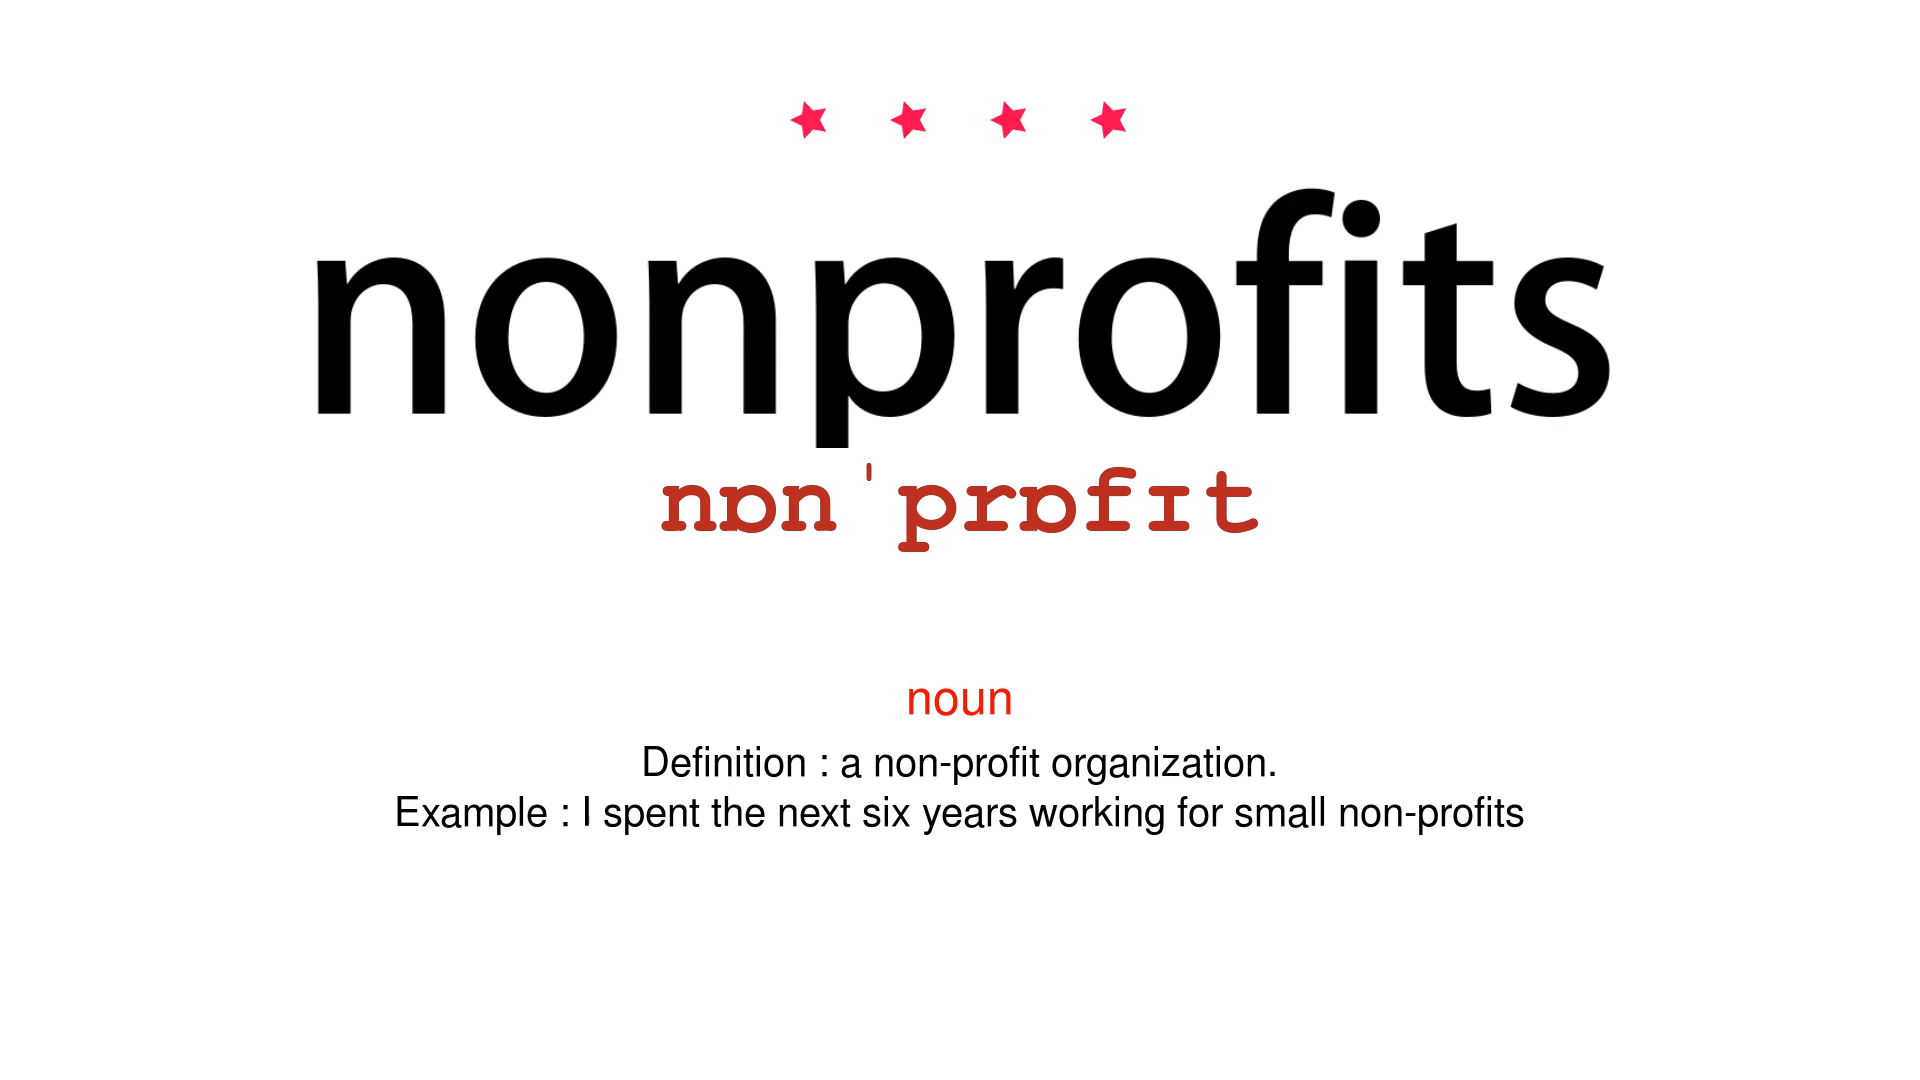 nonprofits
nɒnˈprɒfɪt
noun
Definition : a non-profit organization.
Example : I spent the next six years working for small non-profits